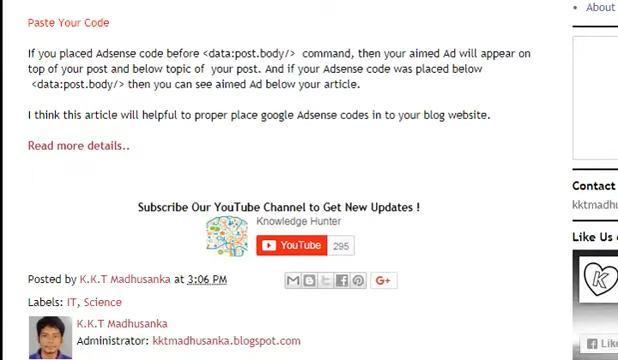 Paste Your Code
If you placed Adsense code before <data:post.body/> command, then your aimed Ad will appear on
top of your post and below topic of your post. And if your Adsense code was placed below
<data:post.body/> then you can see aimed Ad below your article.
I think this article will helpful to proper place google Adsense codes in to your blog website.
Read more details..
Subscribe Our YouTube Channel to Get New Updates !
Knowledge Hunter
YouTube 295
Posted by K.K.T Madhusanka at 3:06 PM
G+
Labels: IT, Science
K.K.T Madhusanka
Administrator: kktmadhusanka.blogspot.com
About
Contact
kktmadhu
Like Us
K
Like